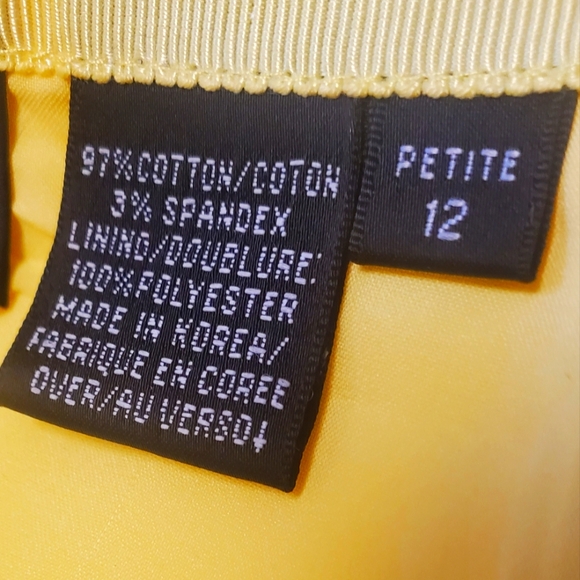 97% COTTON/COTON
3% SPANDEX
LINING/DOUBLURE:
100% POLYESTER
MADE IN KOREA/
FABRIQUE EN COREE
OVER/AU VERSO↓
PETITE
12